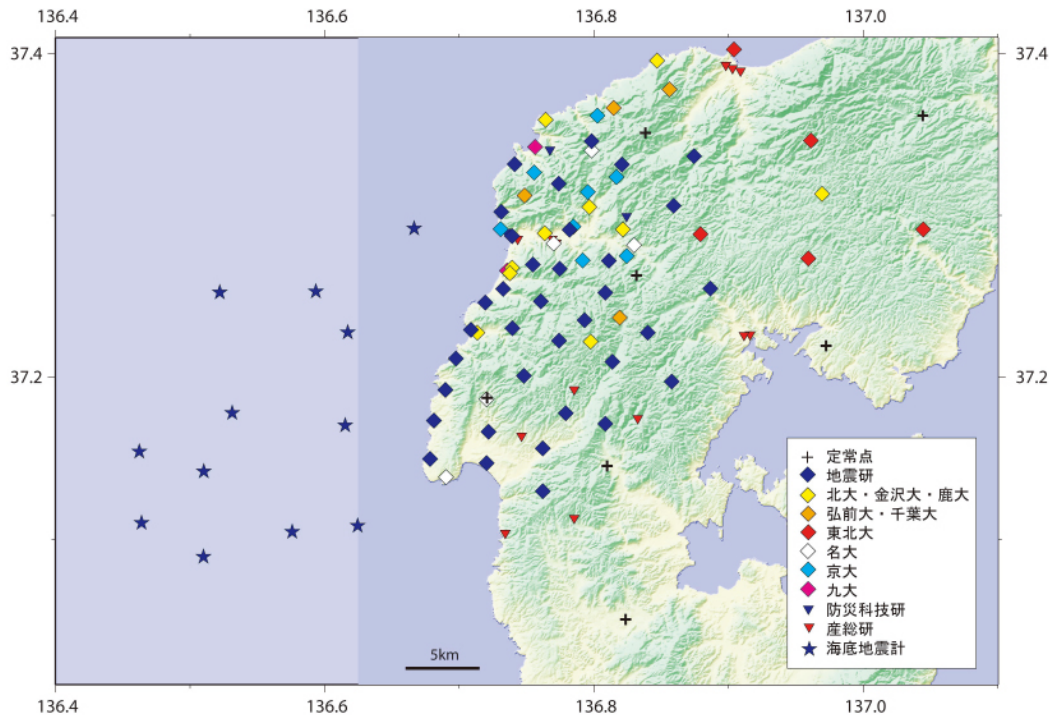 136.4 136.6 136.8 137.0
37.4 37.4
37.2 37.2
定常点
地震研
北大・金沢大・鹿大
弘前大・千葉大
東北大
名大
京大
九大
防災科技研
産総研
海底地震計
5km
136.4 136.6 136.8 137.0